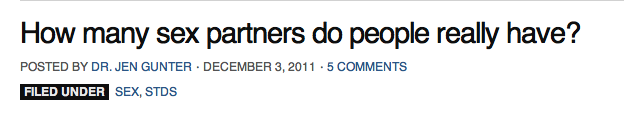 How many sex partners do people really have?
POSTED BY DR. JEN GUNTER · DECEMBER 3, 2011 · 5 COMMENTS
FILED UNDER SEX, STDS